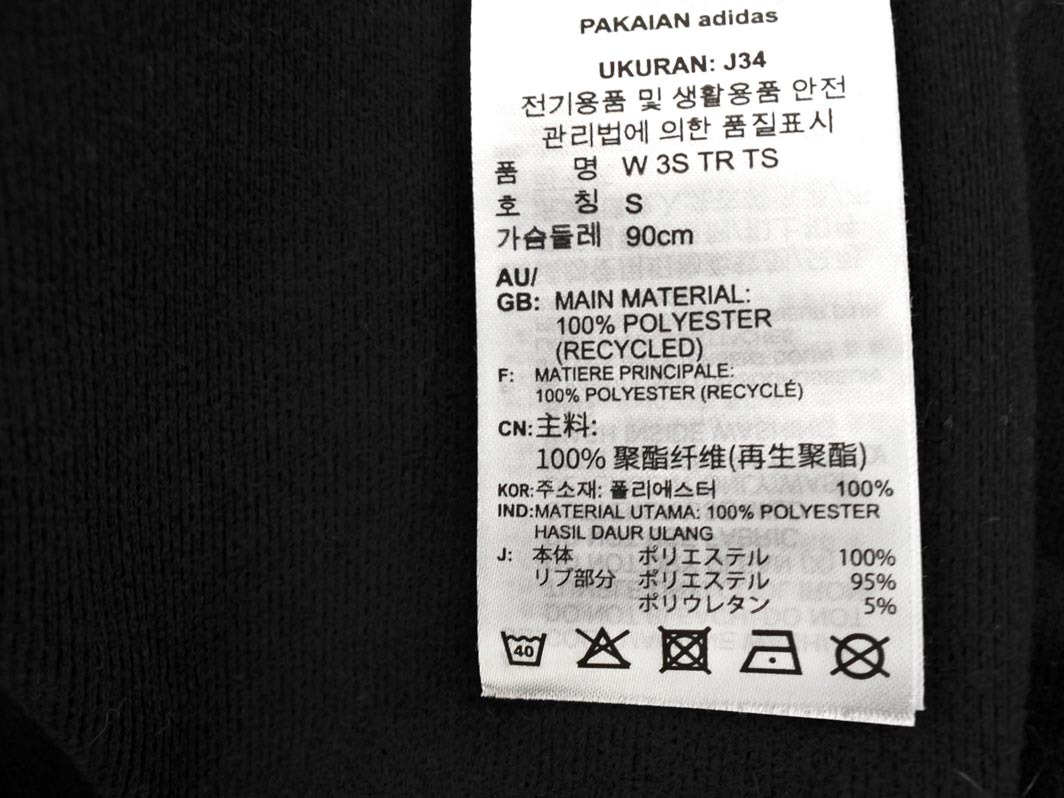 PAKAIAN adidas
UKURAN: J34
전기용품 및 생활용품 안전
관리법에 의한 품질표시
품 명 W 3S TR TS
호 칭 S
가슴둘레 90cm
AU/
GB: MAIN MATERIAL:
100% POLYESTER
(RECYCLED)
F: MATIERE PRINCIPALE:
100% POLYESTER (RECYCLÉ)
CN:主料:
100% 聚酯纤维(再生聚酯)
KOR:주소재: 폴리에스터 100%
IND:MATERIAL UTAMA: 100% POLYESTER
HASIL DAUR ULANG
J: 本体 ポリエステル 100%
リブ部分 ポリエステル 95%
ポリウレタン 5%
40